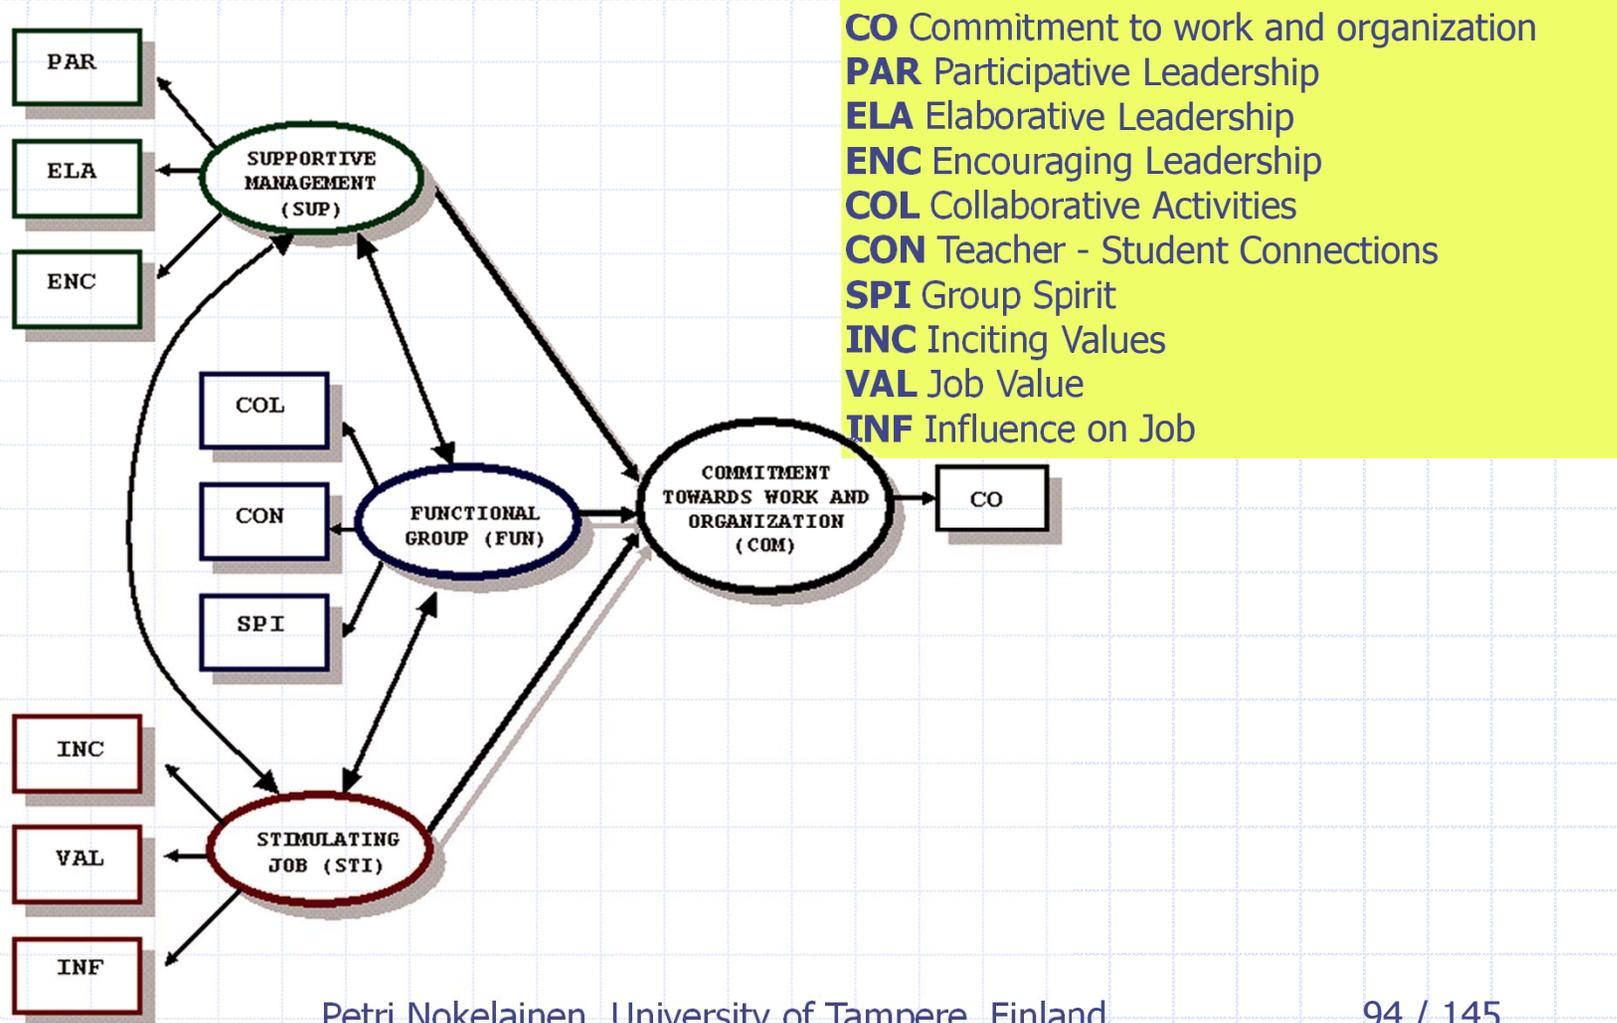 CO Commitment to work and organization
PAR Participative Leadership
ELA Elaborative Leadership
ENC Encouraging Leadership
COL Collaborative Activities
CON Teacher - Student Connections
SPI Group Spirit
INC Inciting Values
VAL Job Value
INF Influence on Job
PAR
ELA
ENC
SUPPORTIVE
MANAGEMENT
(SUP)
COL
CON
SPI
FUNCTIONAL
GROUP (FUN)
COMMITMENT
TOWARDS WORK AND
ORGANIZATION
(COM)
CO
INC
VAL
INF
STIMULATING
JOB (STI)
Petri Nokelainen, University of Tampere, Finland
94 / 145